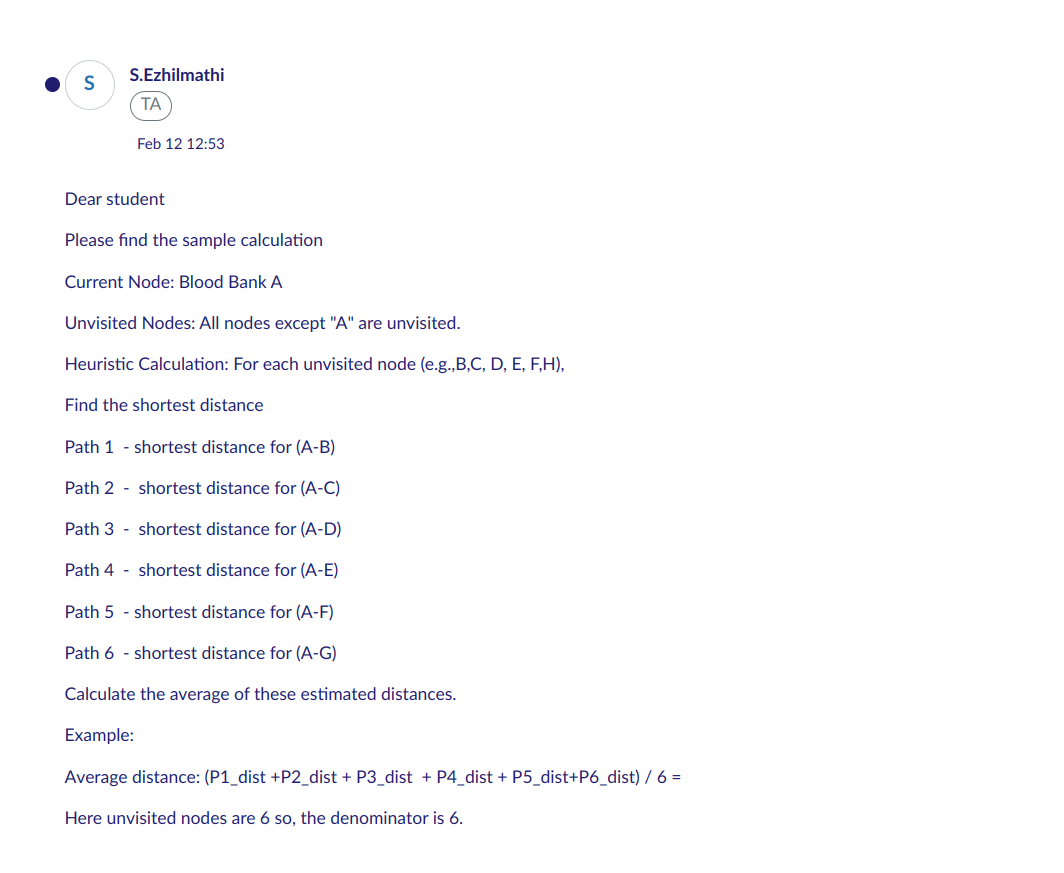 S
S.Ezhilmathi
TA
Feb 12 12:53
Dear student
Please find the sample calculation
Current Node: Blood Bank A
Unvisited Nodes: All nodes except "A" are unvisited.
Heuristic Calculation: For each unvisited node (e.g.,B,C, D, E, F,H),
Find the shortest distance
Path 1 - shortest distance for (A-B)
Path 2 - shortest distance for (A-C)
Path 3 - shortest distance for (A-D)
Path 4 - shortest distance for (A-E)
Path 5 - shortest distance for (A-F)
Path 6 - shortest distance for (A-G)
Calculate the average of these estimated distances.
Example:
Average distance: (P1_dist +P2_dist + P3_dist + P4_dist + P5_dist+P6_dist) / 6 =
Here unvisited nodes are 6 so, the denominator is 6.